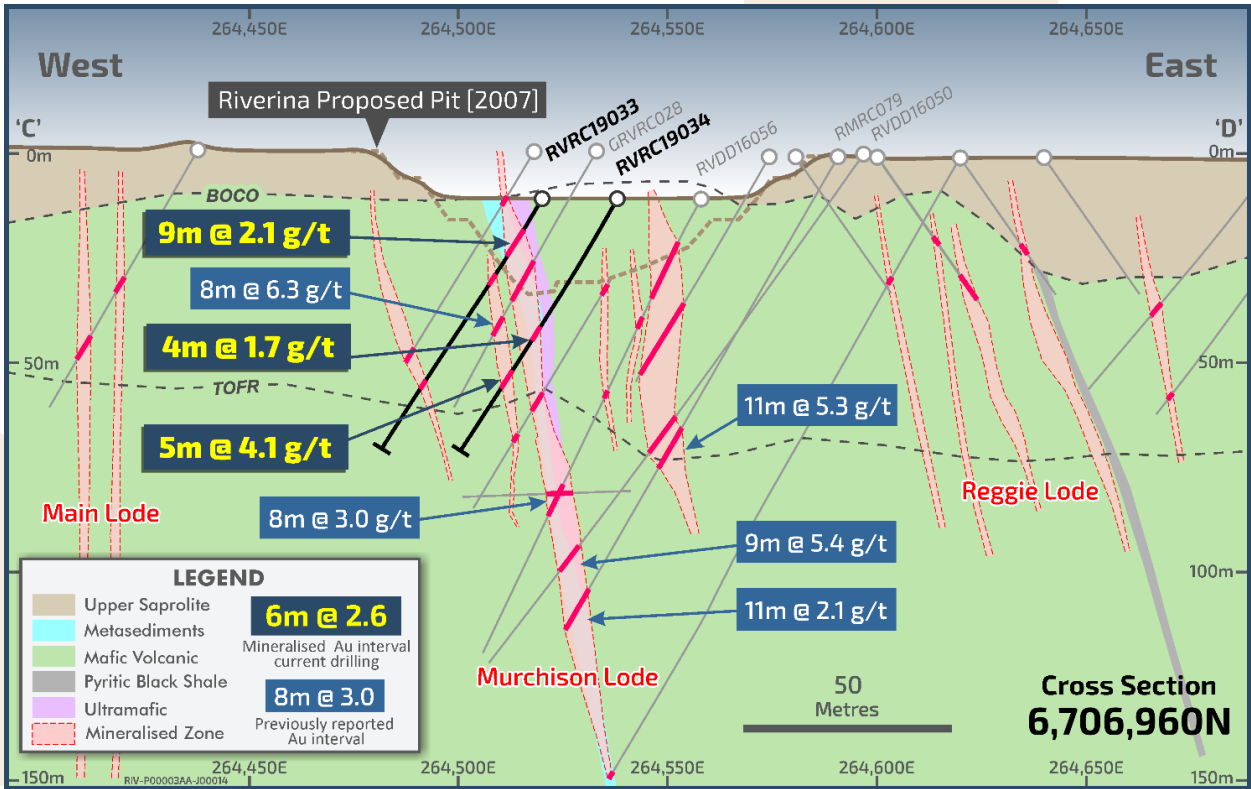 264,450E 264,500E 264,550E 264,600E 264,650E
West
East
Riverina Proposed Pit [2007]
RVRC19033
GRVRC028
RVRC19034
RVDD16056
RMRC079
RVDD16050
'C'
'D'
0m
0m
BOCO
9m @ 2.1 g/t
8m @ 6.3 g/t
4m @ 1.7 g/t
50m
50m
TOFR
11m @ 5.3 g/t
5m @ 4.1 g/t
Main Lode
8m @ 3.0 g/t
Reggie Lode
9m @ 5.4 g/t
100m
11m @ 2.1 g/t
Murchison Lode
LEGEND
Upper Saprolite
Metasediments
Mafic Volcanic
Pyritic Black Shale
Ultramafic
Mineralised Zone
6m @ 2.6
Mineralised Au interval
current drilling
8m @ 3.0
Previously reported
Au interval
50
Metres
Cross Section
6,706,960N
150m
RIV-P00003AA-J00014
264,450E 264,500E 264,550E 264,600E 264,650E
150m